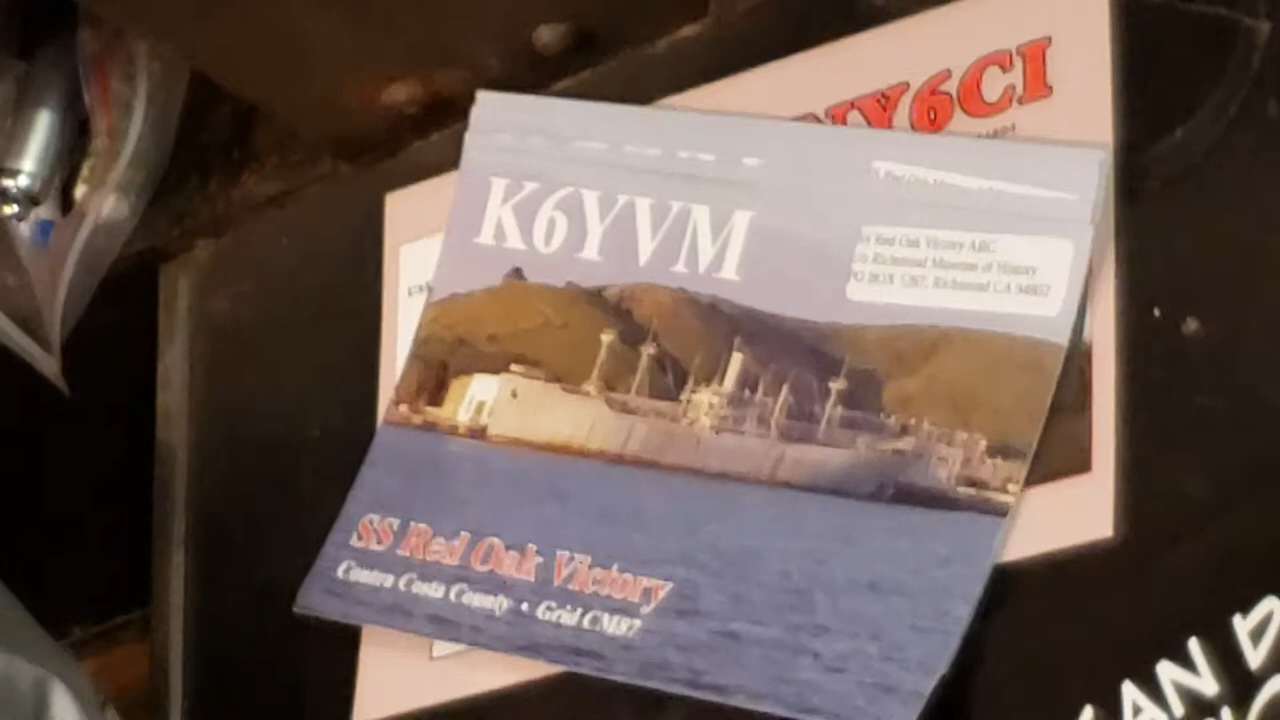 K6YVM
Red Oak Victory ARC
Richmond Museum of History
PO BOX 1267, Richmond CA 94802
SS Red Oak Victory
Contra Costa County • Grid CM87
NY6CI